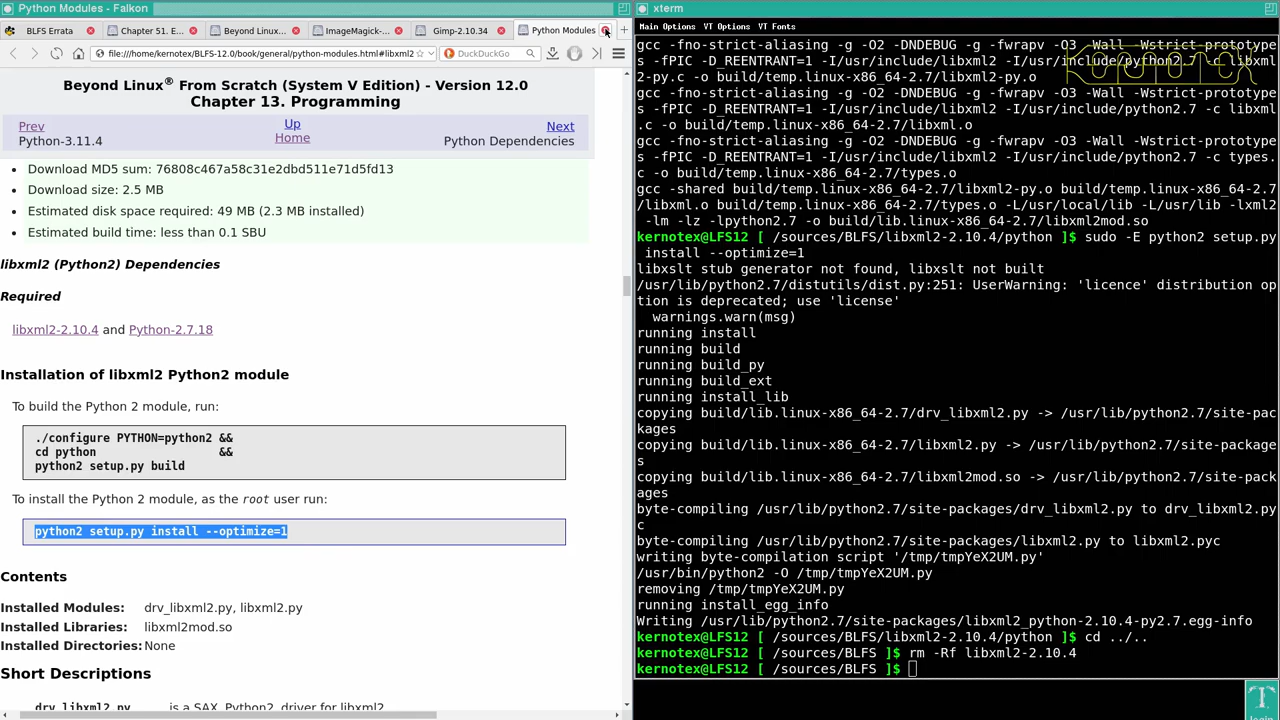 Python Modules - Falkon
BLFS Errata
Chapter 51. E...
Beyond Linux...
ImageMagick-...
Gimp-2.10.34
Python Modules
file:///home/kernotex/BLFS-12.0/book/general/python-modules.html#libxml2
DuckDuckGo
Beyond Linux® From Scratch (System V Edition) - Version 12.0
Chapter 13. Programming
Prev
Up
Next
Python-3.11.4
Home
Python Dependencies
Download MD5 sum: 76808c467a58c31e2dbd511e71d5fd13
Download size: 2.5 MB
Estimated disk space required: 49 MB (2.3 MB installed)
Estimated build time: less than 0.1 SBU
libxml2 (Python2) Dependencies
Required
libxml2-2.10.4 and Python-2.7.18
Installation of libxml2 Python2 module
To build the Python 2 module, run:
./configure PYTHON=python2 &&
cd python &&
python2 setup.py build
To install the Python 2 module, as the root user run:
python2 setup.py install --optimize=1
Contents
Installed Modules: drv_libxml2.py, libxml2.py
Installed Libraries: libxml2mod.so
Installed Directories: None
Short Descriptions
drv_libxml2.py is a SAX, Python2, driver for libxml2
xterm
Main Options VT Options VT Fonts
gcc -fno-strict-aliasing -g -O2 -DNDEBUG -g -fwrapv -O3 -Wall -Wstrict-prototype
s -fPIC -D_REENTRANT=1 -I/usr/include/libxml2 -I/usr/include/python2.7 -c libxml
2-py.c -o build/temp.linux-x86_64-2.7/libxml2-py.o
gcc -fno-strict-aliasing -g -O2 -DNDEBUG -g -fwrapv -O3 -Wall -Wstrict-prototype
s -fPIC -D_REENTRANT=1 -I/usr/include/libxml2 -I/usr/include/python2.7 -c libxml
.c -o build/temp.linux-x86_64-2.7/libxml.o
gcc -fno-strict-aliasing -g -O2 -DNDEBUG -g -fwrapv -O3 -Wall -Wstrict-prototype
s -fPIC -D_REENTRANT=1 -I/usr/include/libxml2 -I/usr/include/python2.7 -c types.
c -o build/temp.linux-x86_64-2.7/types.o
gcc -shared build/temp.linux-x86_64-2.7/libxml2-py.o build/temp.linux-x86_64-2.7
/libxml.o build/temp.linux-x86_64-2.7/types.o -L/usr/local/lib -L/usr/lib -lxml2
-lm -lz -lpython2.7 -o build/lib.linux-x86_64-2.7/libxml2mod.so
kernotex@LFS12 [ /sources/BLFS/libxml2-2.10.4/python ]$ sudo -E python2 setup.py
install --optimize=1
libxslt stub generator not found, libxslt not built
/usr/lib/python2.7/distutils/dist.py:251: UserWarning: 'licence' distribution op
tion is deprecated; use 'license'
warnings.warn(msg)
running install
running build
running build_py
running build_ext
running install_lib
copying build/lib.linux-x86_64-2.7/drv_libxml2.py -> /usr/lib/python2.7/site-pac
kages
copying build/lib.linux-x86_64-2.7/libxml2.py -> /usr/lib/python2.7/site-package
s
copying build/lib.linux-x86_64-2.7/libxml2mod.so -> /usr/lib/python2.7/site-pack
ages
byte-compiling /usr/lib/python2.7/site-packages/drv_libxml2.py to drv_libxml2.py
c
byte-compiling /usr/lib/python2.7/site-packages/libxml2.py to libxml2.pyc
writing byte-compilation script '/tmp/tmpYeX2UM.py'
/usr/bin/python2 -O /tmp/tmpYeX2UM.py
removing /tmp/tmpYeX2UM.py
running install_egg_info
Writing /usr/lib/python2.7/site-packages/libxml2_python-2.10.4-py2.7.egg-info
kernotex@LFS12 [ /sources/BLFS/libxml2-2.10.4/python ]$ cd ../..
kernotex@LFS12 [ /sources/BLFS ]$ rm -Rf libxml2-2.10.4
kernotex@LFS12 [ /sources/BLFS ]$
login